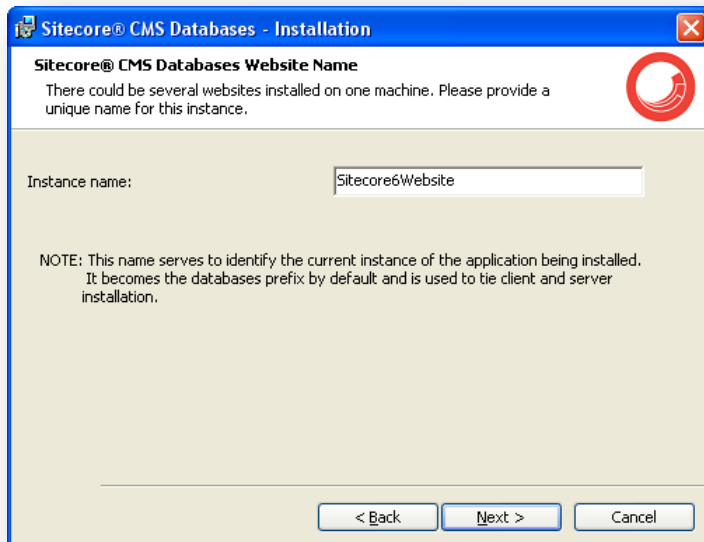 Sitecore® CMS Databases - Installation
Sitecore® CMS Databases Website Name
There could be several websites installed on one machine. Please provide a
unique name for this instance.
Instance name:
Sitecore6Website
NOTE: This name serves to identify the current instance of the application being installed.
It becomes the databases prefix by default and is used to tie client and server
installation.
< Back
Next >
Cancel